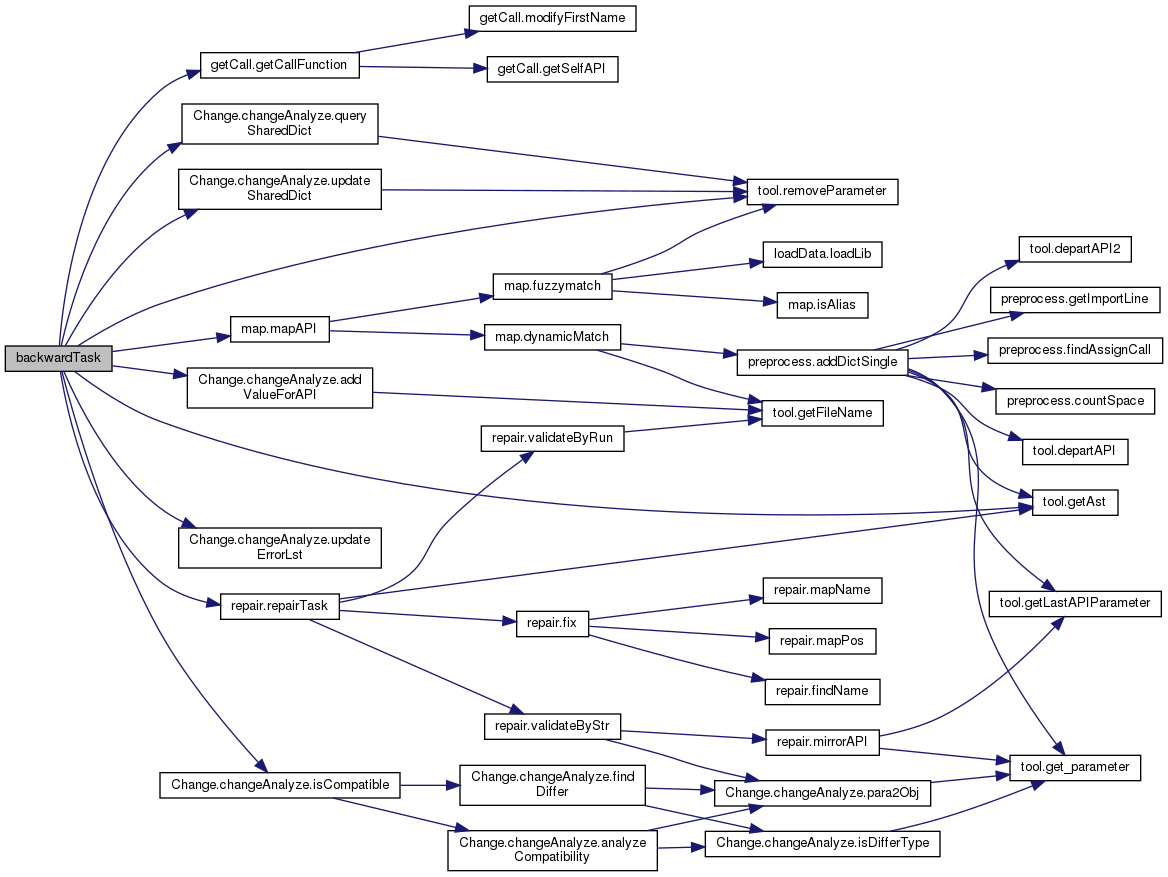 backwardTask
getCall.getCallFunction
getCall.modifyFirstName
getCall.getSelfAPI
Change.changeAnalyze.query
SharedDict
Change.changeAnalyze.update
SharedDict
tool.removeParameter
map.mapAPI
map.fuzzymatch
loadData.loadLib
map.isAlias
map.dynamicMatch
preprocess.addDictSingle
tool.departAPI2
preprocess.getImportLine
preprocess.findAssignCall
preprocess.countSpace
tool.departAPI
Change.changeAnalyze.add
ValueForAPI
tool.getFileName
repair.validateByRun
tool.getAst
Change.changeAnalyze.update
ErrorLst
repair.repairTask
repair.fix
repair.mapName
repair.mapPos
repair.findName
tool.getLastAPIParameter
repair.validateByStr
repair.mirrorAPI
tool.get_parameter
Change.changeAnalyze.isCompatible
Change.changeAnalyze.find
Differ
Change.changeAnalyze.para2Obj
Change.changeAnalyze.analyze
Compatibility
Change.changeAnalyze.isDifferType